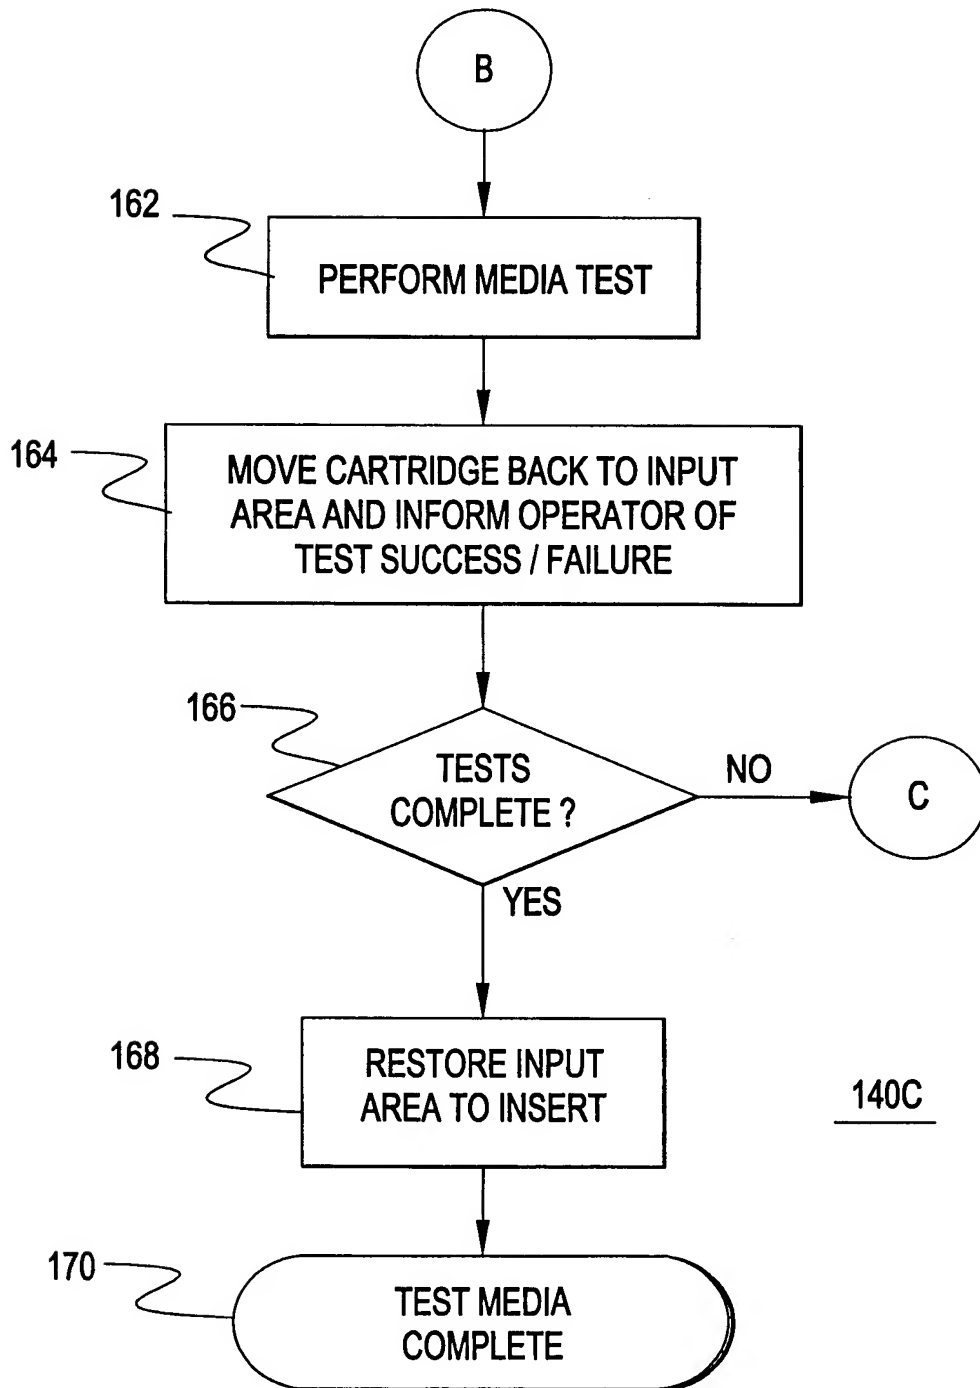 B
162
PERFORM MEDIA TEST
164
MOVE CARTRIDGE BACK TO INPUT
AREA AND INFORM OPERATOR OF
TEST SUCCESS / FAILURE
166
TESTS
COMPLETE ?
NO
C
YES
168
RESTORE INPUT
AREA TO INSERT
140C
170
TEST MEDIA
COMPLETE